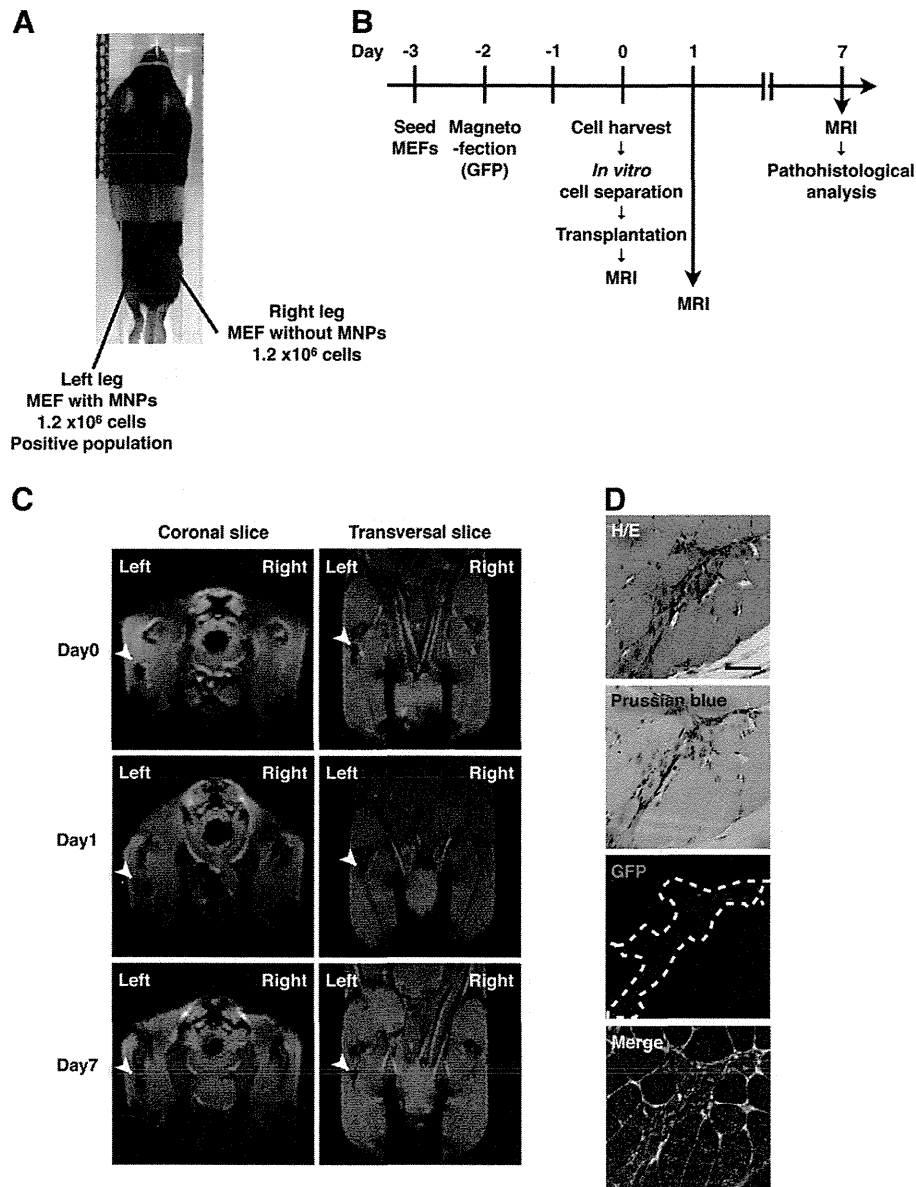 A
Right leg
MEF without MNPs
1.2 x10⁶ cells
Left leg
MEF with MNPs
1.2 x10⁶ cells
Positive population
B
Day -3 -2 -1 0 1 7
Seed
MEFs
Magneto
-fection
(GFP)
Cell harvest
↓
In vitro
cell separation
↓
Transplantation
↓
MRI
MRI
MRI
↓
Pathohistological
analysis
C
Coronal slice Transversal slice
Day0
Left Right Left Right
Day1
Left Right Left Right
Day7
Left Right Left Right
D
H/E
Prussian blue
GFP
Merge